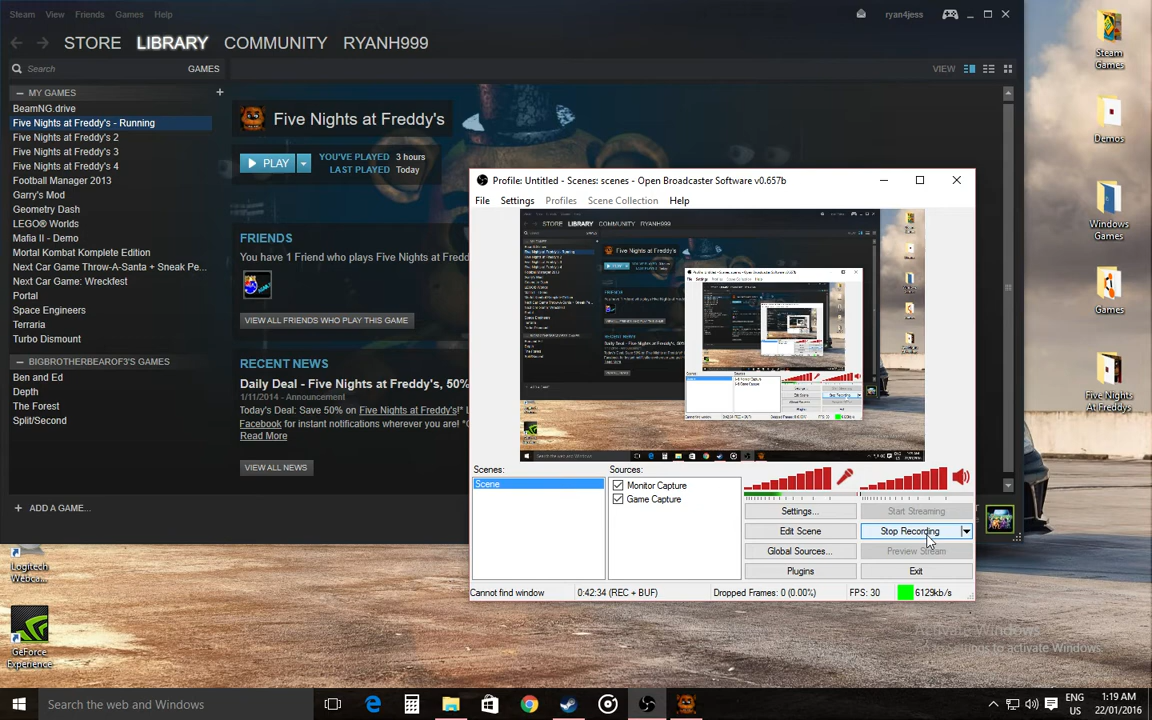 Steam View Friends Games Help
ryan4jess
STORE LIBRARY COMMUNITY RYANH999
Search GAMES
VIEW
MY GAMES
BeamNG.drive
Five Nights at Freddy's - Running
Five Nights at Freddy's 2
Five Nights at Freddy's 3
Five Nights at Freddy's 4
Football Manager 2013
Garry's Mod
Geometry Dash
LEGO® Worlds
Mafia II - Demo
Mortal Kombat Komplete Edition
Next Car Game Throw-A-Santa + Sneak Pe...
Next Car Game: Wreckfest
Portal
Space Engineers
Terraria
Turbo Dismount
BIGBROTHERBEAROF3'S GAMES
Ben and Ed
Depth
The Forest
Split/Second
+ ADD A GAME...
Five Nights at Freddy's
PLAY
YOU'VE PLAYED 3 hours
LAST PLAYED Today
FRIENDS
You have 1 Friend who plays Five Nights at Fredd
VIEW ALL FRIENDS WHO PLAY THIS GAME
RECENT NEWS
Daily Deal - Five Nights at Freddy's, 50%
1/11/2014 - Announcement
Today's Deal: Save 50% on Five Nights at Freddy's!*
Facebook for instant notifications wherever you are!
Read More
VIEW ALL NEWS
Profile: Untitled - Scenes: scenes - Open Broadcaster Software v0.657b
File Settings Profiles Scene Collection Help
Scenes:
Scene
Sources:
Monitor Capture
Game Capture
Settings...
Start Streaming
Edit Scene
Stop Recording
Global Sources...
Preview Stream
Plugins
Exit
Cannot find window
0:42:34 (REC + BUF)
Dropped Frames: 0 (0.00%)
FPS: 30
6129kb/s
Steam Games
Demos
Windows Games
Games
Five Nights At Freddys
Logitech Webca...
GeForce Experience
Activate Windows
Go to Settings to activate Windows.
Search the web and Windows
ENG
US
1:19 AM
22/01/2016